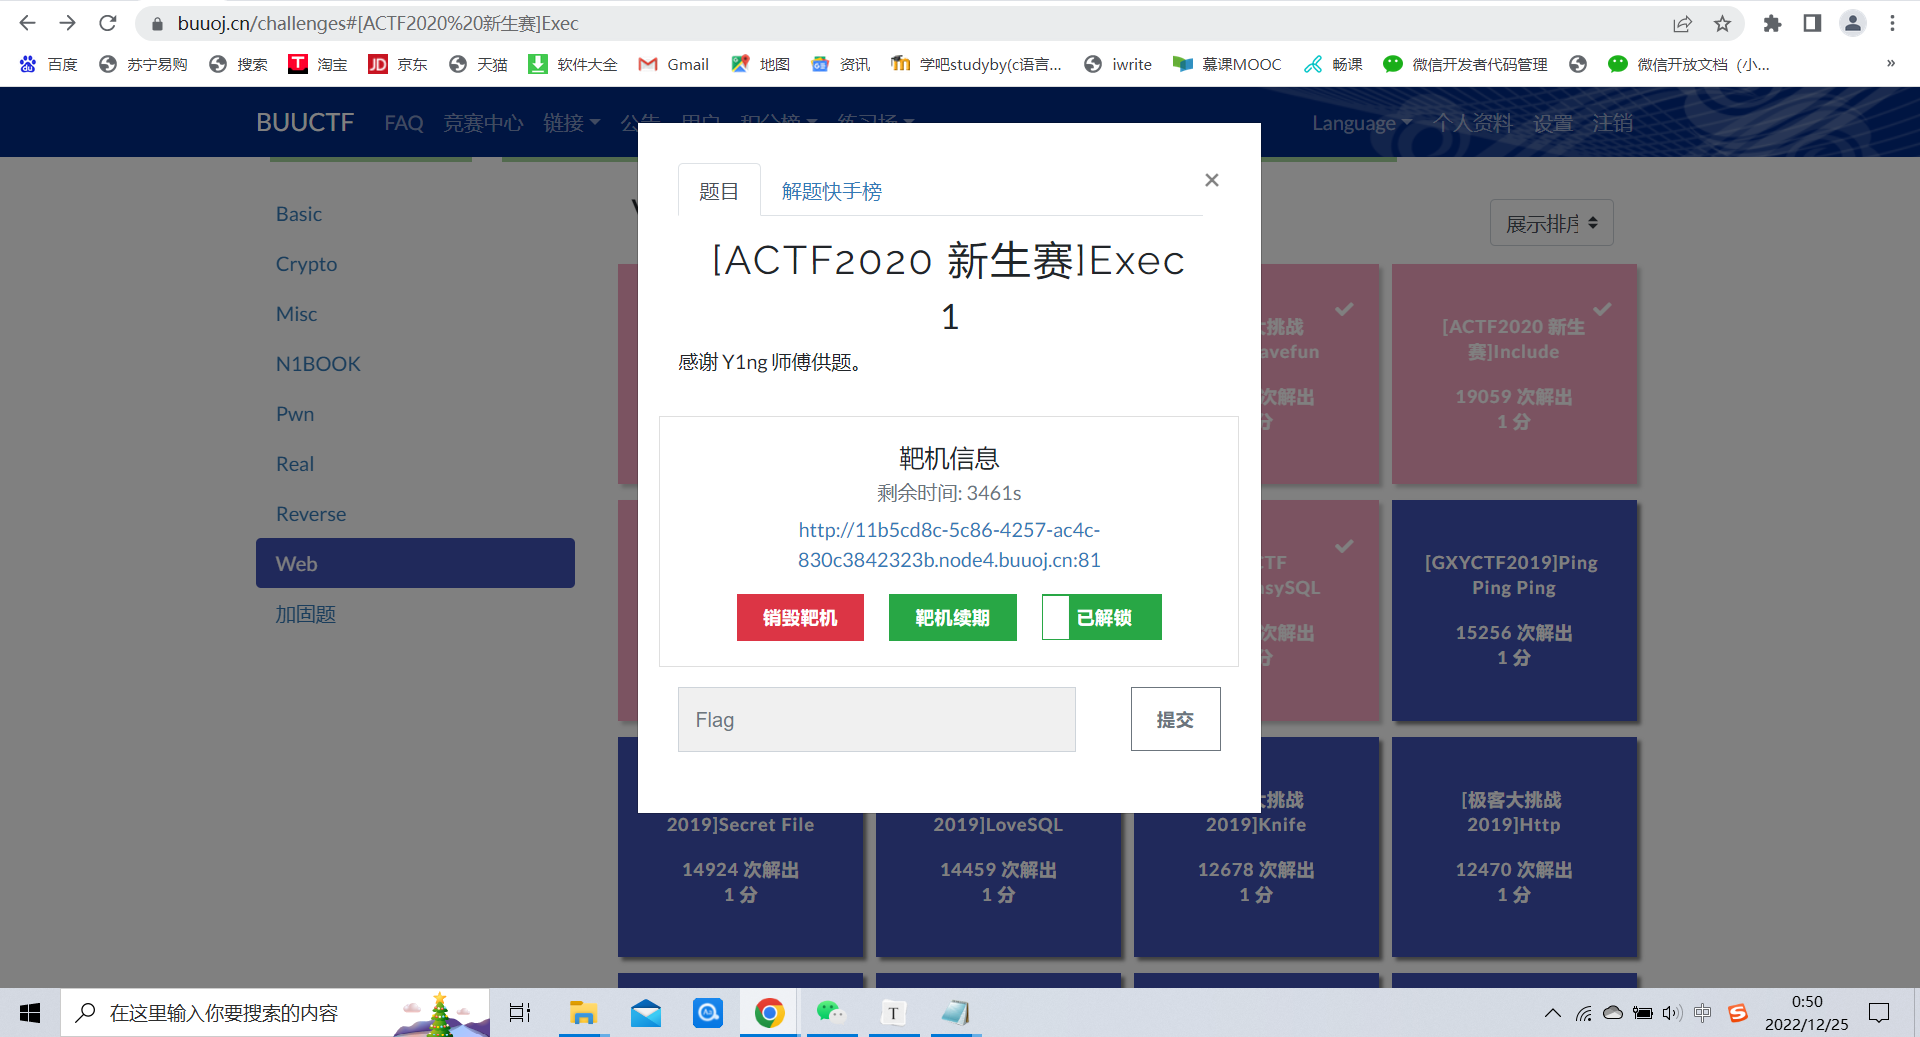 buuoj.cn/challenges#[ACTF2020%20新生赛]Exec
百度 苏宁易购 搜索 淘宝 京东 天猫 软件大全 Gmail 地图 资讯 学吧studyby(c语言... iwrite 慕课MOOC 畅课 微信开发者代码管理 微信开放文档（小... »
BUUCTF FAQ 竞赛中心 链接 公告 用户 积分榜 练习场 Language 个人资料 设置 注销
题目 解题快手榜 ×
Basic
Crypto
Misc
N1BOOK
Pwn
Real
Reverse
Web
加固题
展示排序
[ACTF2020 新生赛]Exec
1
感谢 Y1ng 师傅供题。
靶机信息
剩余时间: 3461s
http://11b5cd8c-5c86-4257-ac4c-
830c3842323b.node4.buuoj.cn:81
销毁靶机 靶机续期 已解锁
Flag 提交
大挑战
avefun
次解出
分
[ACTF2020 新生
赛]Include
19059 次解出
1 分
CTF
asySQL
次解出
分
[GXYCTF2019]Ping
Ping Ping
15256 次解出
1 分
2019]Secret File
14924 次解出
1 分
2019]LoveSQL
14459 次解出
1 分
大挑战
2019]Knife
12678 次解出
1 分
[极客大挑战
2019]Http
12470 次解出
1 分
在这里输入你要搜索的内容
T
中
0:50
2022/12/25